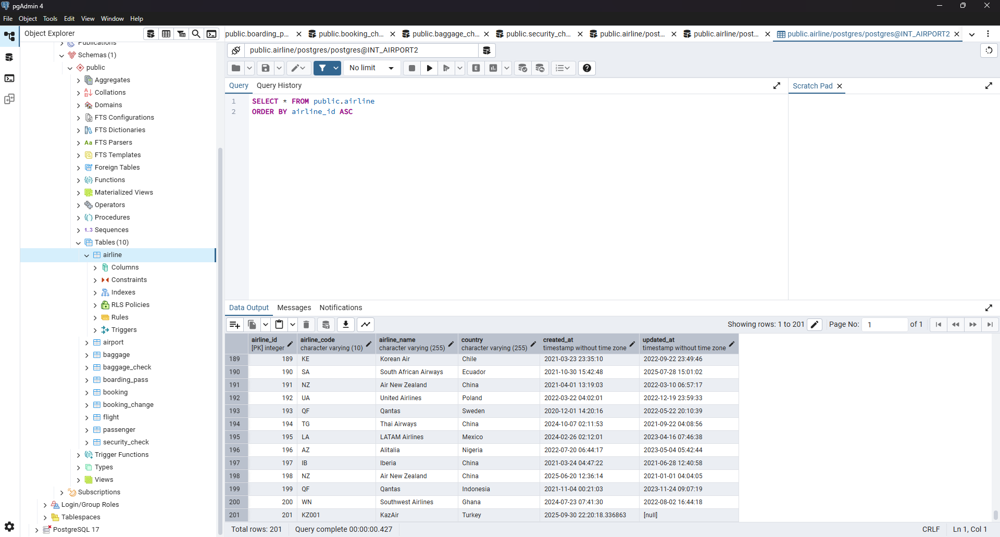 pgAdmin 4
File Object Tools Edit View Window Help
Object Explorer
Publications
Schemas (1)
public
Aggregates
Collations
Domains
FTS Configurations
FTS Dictionaries
Aa FTS Parsers
FTS Templates
Foreign Tables
Functions
Materialized Views
Operators
Procedures
1..3 Sequences
Tables (10)
airline
Columns
Constraints
Indexes
RLS Policies
Rules
Triggers
airport
baggage
baggage_check
boarding_pass
booking
booking_change
flight
passenger
security_check
Trigger Functions
Types
Views
Subscriptions
Login/Group Roles
Tablespaces
PostgreSQL 17
public.boarding_p... public.booking_ch... public.baggage_ch... public.security_ch... public.airline/post... public.airline/post... public.airline/postgres/postgres@INT_AIRPORT2
public.airline/postgres/postgres@INT_AIRPORT2
No limit
E
Query Query History
Scratch Pad
1 SELECT * FROM public.airline
2 ORDER BY airline_id ASC
Data Output Messages Notifications
Showing rows: 1 to 201 Page No: 1 of 1
airline_id airline_code airline_name country created_at updated_at
[PK] integer character varying (10) character varying (255) character varying (255) timestamp without time zone timestamp without time zone
189 189 KE Korean Air Chile 2021-03-23 23:35:10 2022-09-22 23:49:46
190 190 SA South African Airways Ecuador 2021-10-30 15:42:48 2025-07-28 15:01:02
191 191 NZ Air New Zealand China 2021-04-01 13:19:03 2022-03-10 06:57:17
192 192 UA United Airlines Poland 2022-03-22 04:02:01 2022-12-19 23:59:33
193 193 QF Qantas Sweden 2020-12-01 14:20:16 2022-05-22 20:10:39
194 194 TG Thai Airways China 2024-10-07 02:11:53 2021-09-22 04:08:56
195 195 LA LATAM Airlines Mexico 2024-02-26 02:12:01 2023-04-16 07:46:38
196 196 AZ Alitalia Nigeria 2022-07-20 06:44:17 2023-05-04 05:42:44
197 197 IB Iberia China 2021-03-24 04:47:22 2021-06-28 12:40:58
198 198 NZ Air New Zealand China 2025-06-20 12:36:14 2021-01-01 04:04:05
199 199 QF Qantas Indonesia 2021-11-04 00:21:03 2023-11-24 09:07:19
200 200 WN Southwest Airlines Ghana 2024-07-23 07:41:30 2022-08-02 16:44:18
201 201 KZ001 KazAir Turkey 2025-09-30 22:20:18.336863 [null]
Total rows: 201 Query complete 00:00:00.427 CRLF Ln 1, Col 1